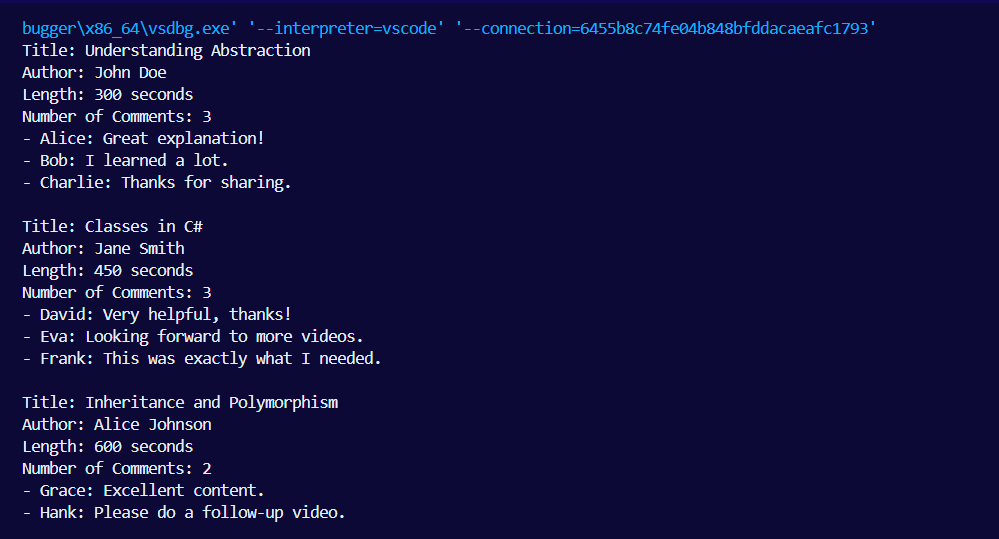 bugger\x86_64\vsdbg.exe' '--interpreter=vscode' '--connection=6455b8c74fe04b848bfddacaeafc1793'
Title: Understanding Abstraction
Author: John Doe
Length: 300 seconds
Number of Comments: 3
- Alice: Great explanation!
- Bob: I learned a lot.
- Charlie: Thanks for sharing.

Title: Classes in C#
Author: Jane Smith
Length: 450 seconds
Number of Comments: 3
- David: Very helpful, thanks!
- Eva: Looking forward to more videos.
- Frank: This was exactly what I needed.

Title: Inheritance and Polymorphism
Author: Alice Johnson
Length: 600 seconds
Number of Comments: 2
- Grace: Excellent content.
- Hank: Please do a follow-up video.